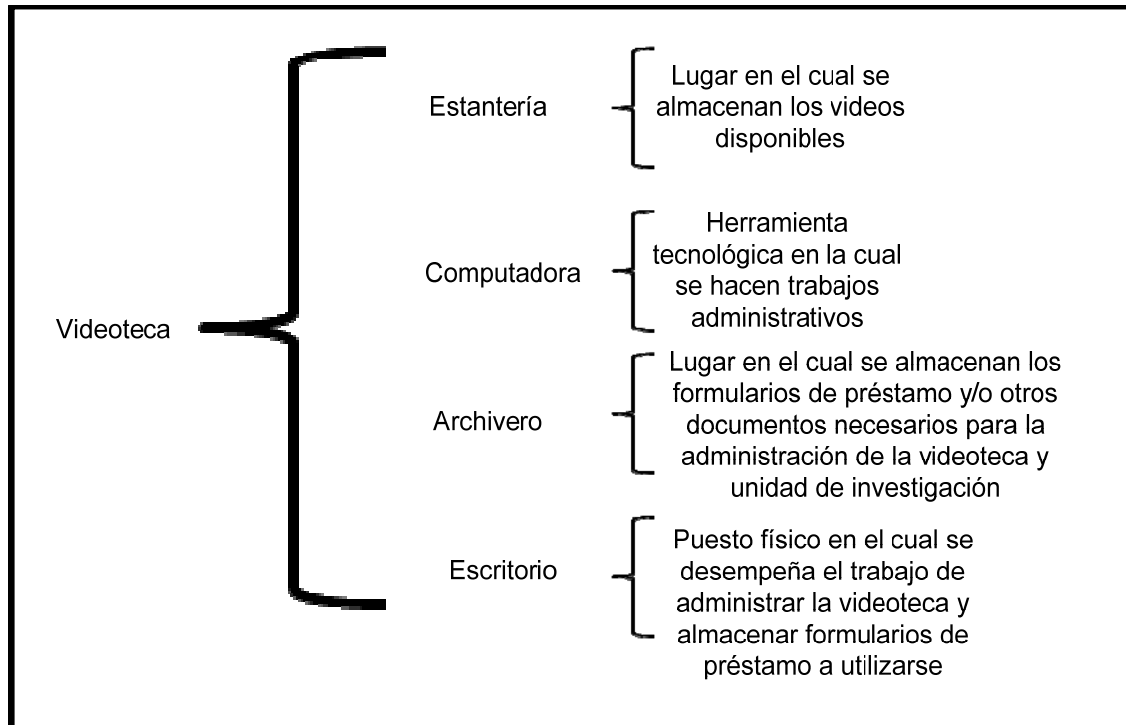 Videoteca
Estantería
Lugar en el cual se
almacenan los videos
disponibles
Computadora
Herramienta
tecnológica en la cual
se hacen trabajos
administrativos
Archivero
Lugar en el cual se almacenan los
formularios de préstamo y/o otros
documentos necesarios para la
administración de la videoteca y
unidad de investigación
Escritorio
Puesto físico en el cual se
desempeña el trabajo de
administrar la videoteca y
almacenar formularios de
préstamo a utilizarse